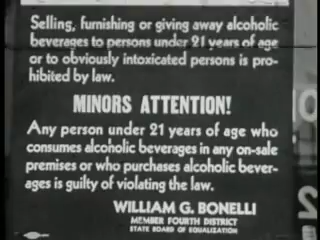 Selling, furnishing or giving away alcoholic
beverages to persons under 21 years of age
or to obviously intoxicated persons is pro-
hibited by law.
MINORS ATTENTION!
Any person under 21 years of age who
consumes alcoholic beverages in any on-sale
premises or who purchases alcoholic bever-
ages is guilty of violating the law.
WILLIAM G. BONELLI
MEMBER FOURTH DISTRICT
STATE BOARD OF EQUALIZATION